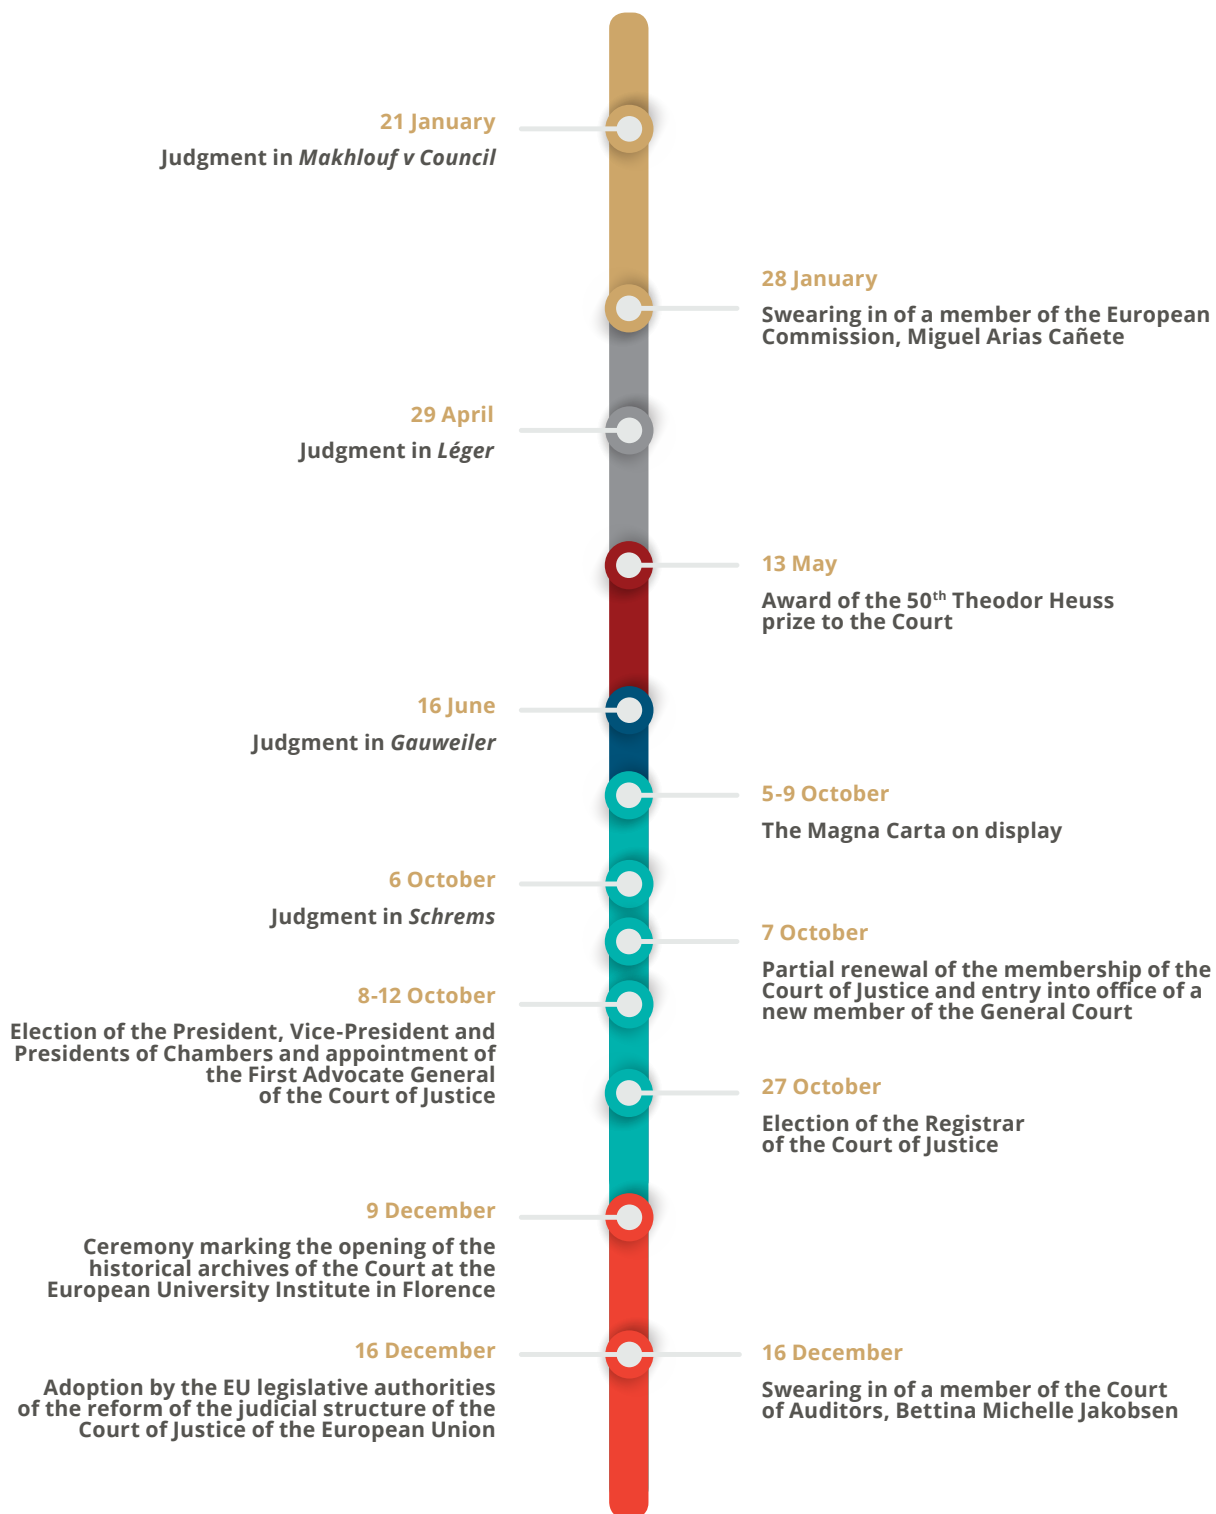 21 January
Judgment in Makhlouf v Council
28 January
Swearing in of a member of the European
Commission, Miguel Arias Cañete
29 April
Judgment in Léger
13 May
Award of the 50th Theodor Heuss
prize to the Court
16 June
Judgment in Gauweiler
5-9 October
The Magna Carta on display
6 October
Judgment in Schrems
7 October
Partial renewal of the membership of the
Court of Justice and entry into office of a
new member of the General Court
8-12 October
Election of the President, Vice-President and
Presidents of Chambers and appointment of
the First Advocate General
of the Court of Justice
27 October
Election of the Registrar
of the Court of Justice
9 December
Ceremony marking the opening of the
historical archives of the Court at the
European University Institute in Florence
16 December
Adoption by the EU legislative authorities
of the reform of the judicial structure of the
Court of Justice of the European Union
16 December
Swearing in of a member of the Court
of Auditors, Bettina Michelle Jakobsen